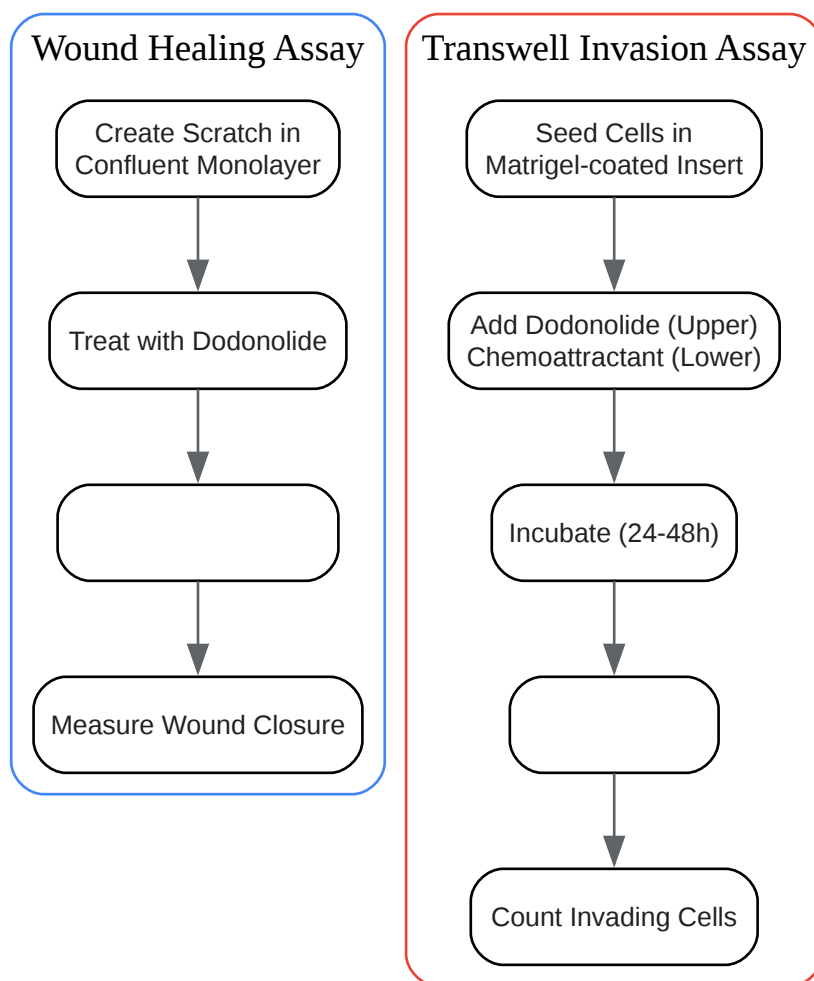 Wound Healing Assay
Create Scratch in
Confluent Monolayer
Treat with Dodonolide
Measure Wound Closure
Transwell Invasion Assay
Seed Cells in
Matrigel-coated Insert
Add Dodonolide (Upper)
Chemoattractant (Lower)
Incubate (24-48h)
Count Invading Cells